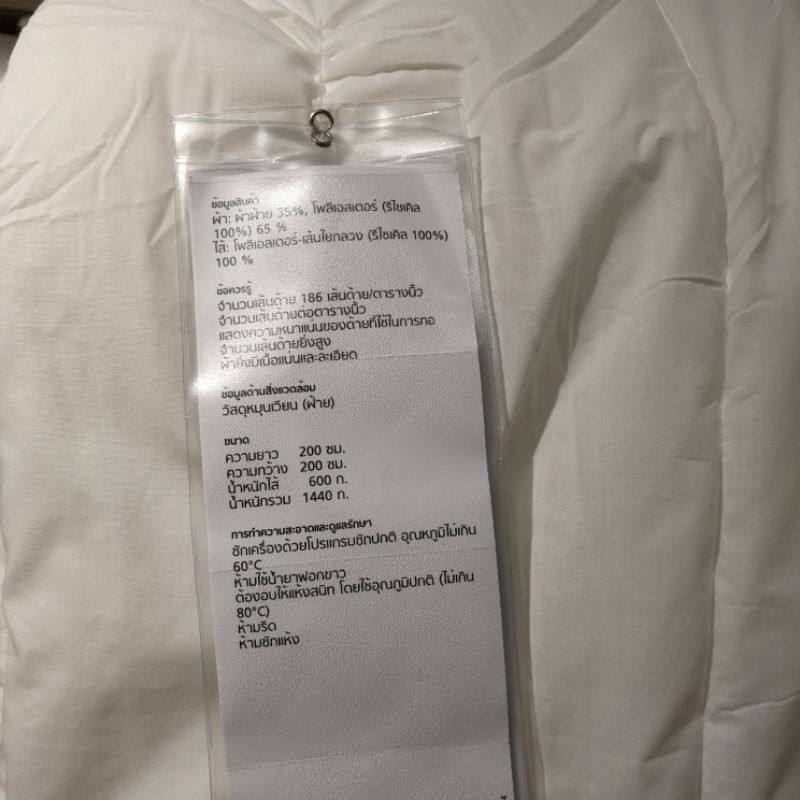 ข้อมูลสินค้า
ผ้า: ผ้าฝ้าย 35%, โพลีเอสเตอร์ (รีไซเคิล
100%) 65 %
ไส้: โพลีเอสเตอร์-เส้นใยกลวง (รีไซเคิล 100%)
100 %
ข้อควรรู้
จำนวนเส้นด้าย 186 เส้นด้าย/ตารางนิ้ว
จำนวนเส้นด้ายต่อตารางนิ้ว
แสดงความหนาแน่นของด้ายที่ใช้ในการทอ
จำนวนเส้นด้ายยิ่งสูง
ผ้ายิ่งมีเนื้อแน่นและละเอียด
ข้อมูลด้านสิ่งแวดล้อม
วัสดุหมุนเวียน (ฝ้าย)
ขนาด
ความยาว 200 ซม.
ความกว้าง 200 ซม.
น้ำหนักไส้ 600 ก.
น้ำหนักรวม 1440 ก.
การทำความสะอาดและดูแลรักษา
ซักเครื่องด้วยโปรแกรมซักปกติ อุณหภูมิไม่เกิน
60°C
ห้ามใช้น้ำยาฟอกขาว
ต้องอบให้แห้งสนิท โดยใช้อุณภูมิปกติ (ไม่เกิน
80°C)
ห้ามรีด
ห้ามซักแห้ง